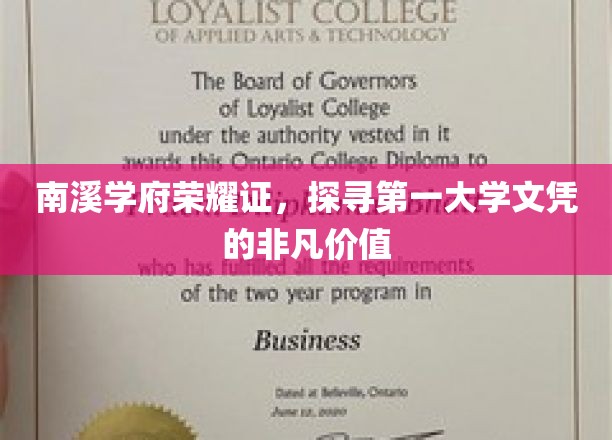 LOYALIST COLLEGE
OF APPLIED ARTS & TECHNOLOGY
The Board of Governors
of Loyalist College
under the authority vested in it
awards this Ontario College Diploma to
南溪学府荣耀证，探寻第一大学文凭
的非凡价值
who has fulfilled all the requirements
of the two year program in
Business
Dated at Belleville, Ontario
June 12, 2020